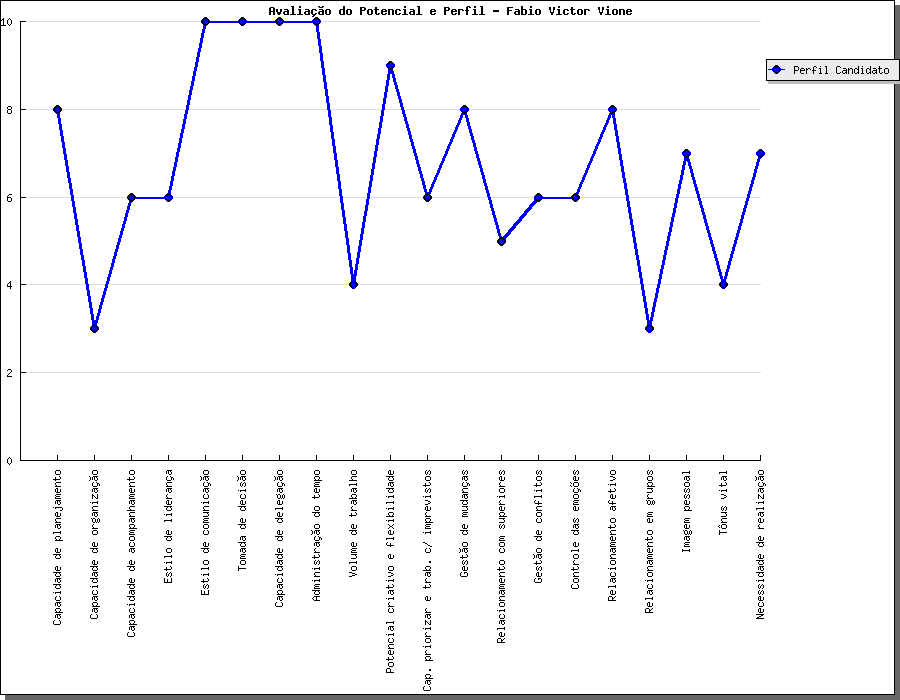 Avaliação do Potencial e Perfil - Fabio Victor Vione
10
8
6
4
2
0
Perfil Candidato
Capacidade de planejamento
Capacidade de organização
Capacidade de acompanhamento
Estilo de liderança
Estilo de comunicação
Tomada de decisão
Capacidade de delegação
Administração do tempo
Volume de trabalho
Potencial criativo e flexibilidade
Cap. priorizar e trab. c/ imprevistos
Gestão de mudanças
Relacionamento com superiores
Gestão de conflitos
Controle das emoções
Relacionamento afetivo
Relacionamento em grupos
Imagem pessoal
Tônus vital
Necessidade de realização